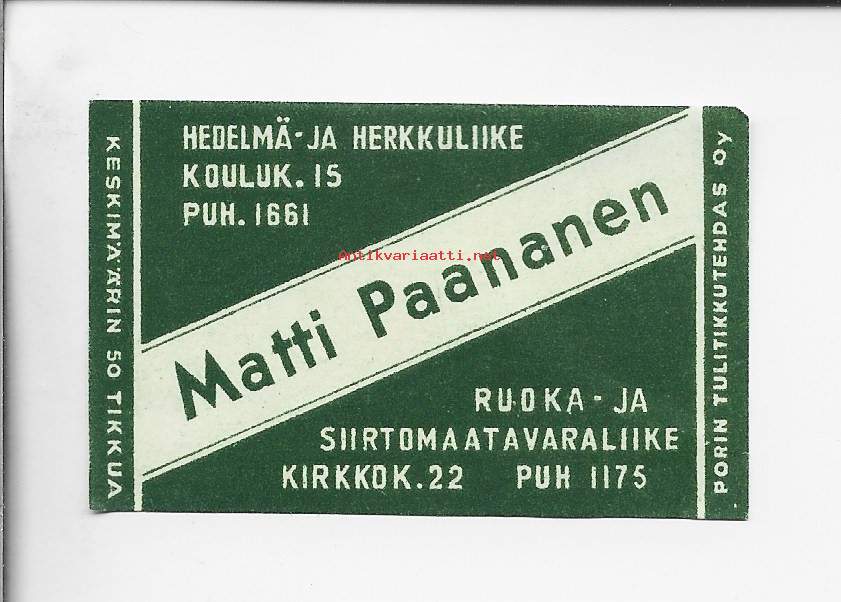 HEDELMÄ-JA HERKKULIIKE
KOULUK. 15
PUH. 1661
Antikvariaatti.net
Matti Paananen
RUOKA-JA
SIIRTOMAATAVARALIIKE
KIRKKOK.22 PUH 1175
KESKIMÄÄRIN 50 TIKKUA
PORIN TULITIKKUTEHDAS Oy